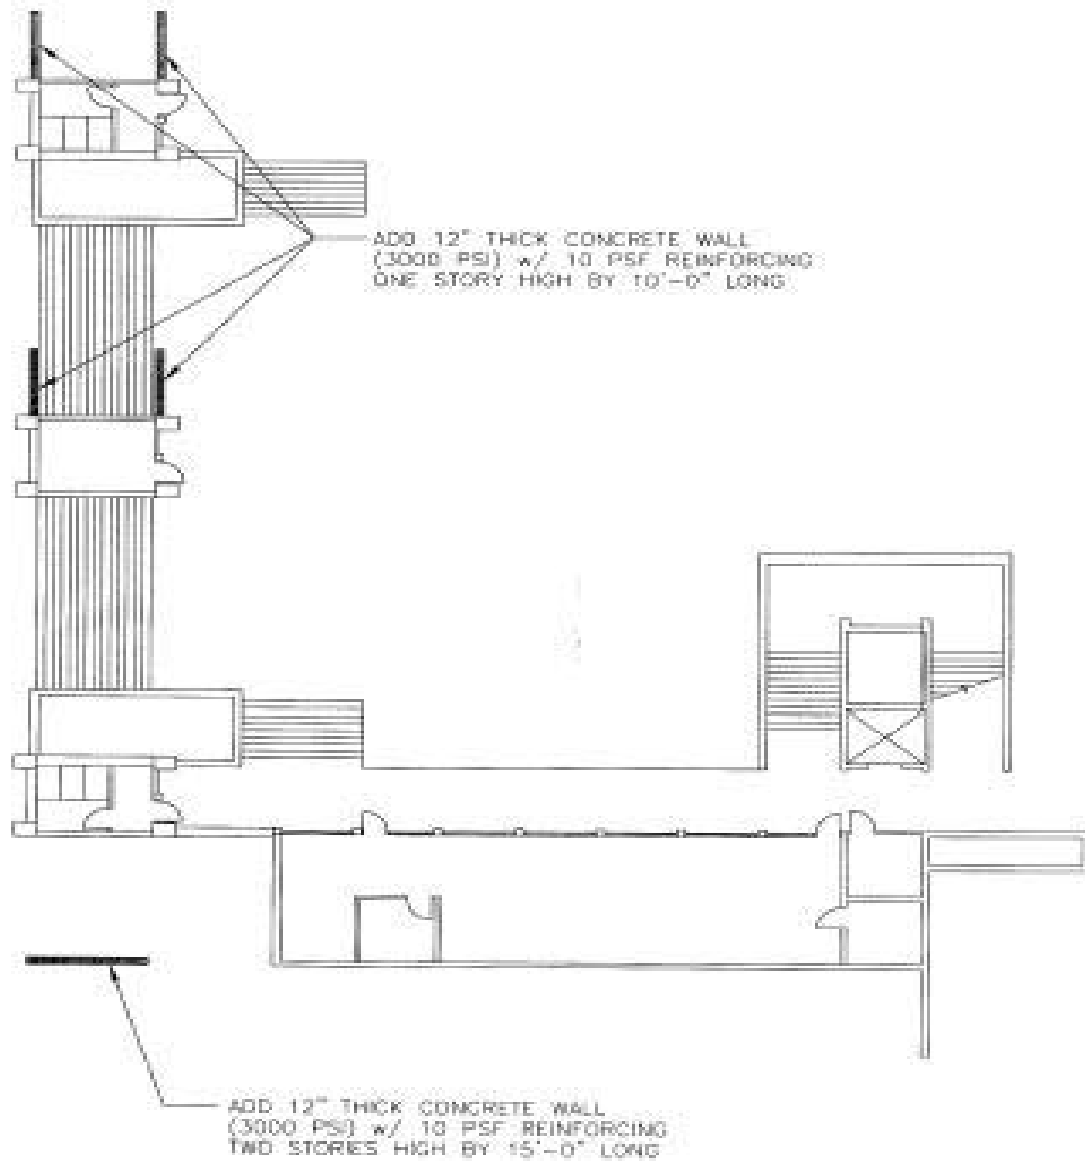 ADD 12" THICK CONCRETE WALL
(3000 PSI) w/ 10 PSF REINFORCING
ONE STORY HIGH BY 10'-0" LONG
ADD 12" THICK CONCRETE WALL
(3000 PSI) w/ 10 PSF REINFORCING
TWO STORIES HIGH BY 15'-0" LONG